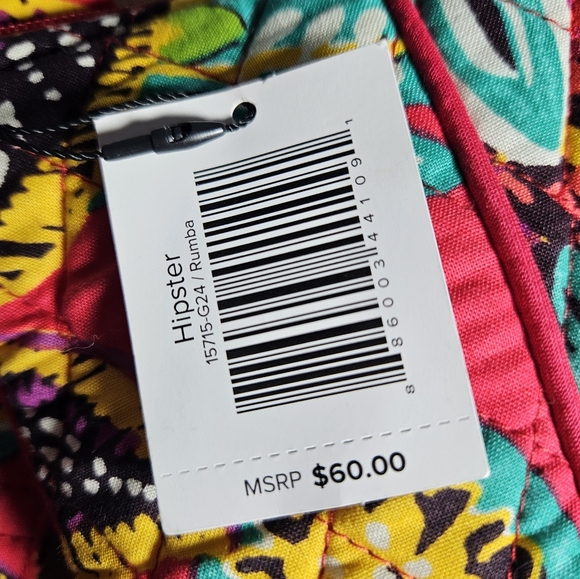 Hipster
15715-G24 / Rumba
8 86003 44109 1
MSRP $60.00